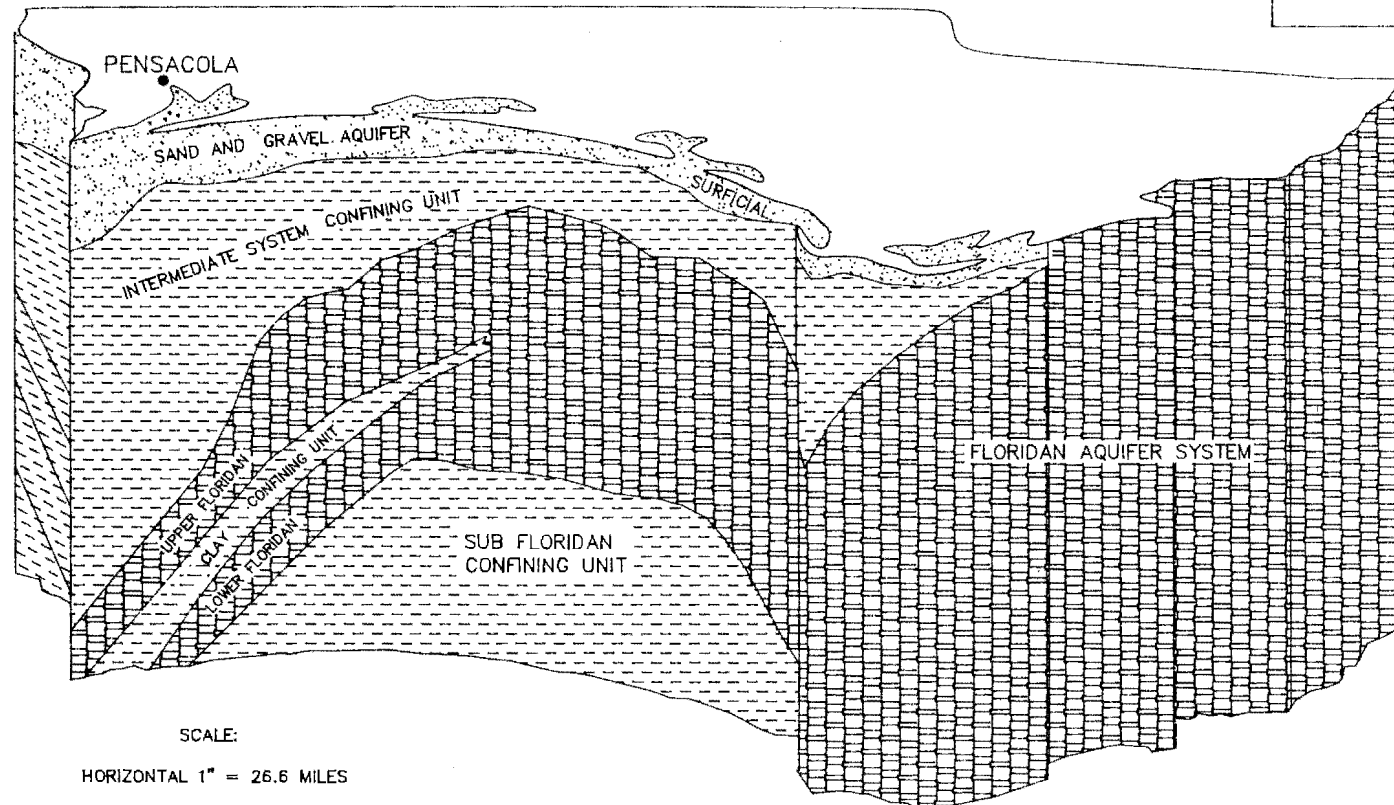 PENSACOLA
SAND AND GRAVEL AQUIFER
SURFICIAL
INTERMEDIATE SYSTEM CONFINING UNIT
UPPER FLORIDAN
CLAY CONFINING UNIT
LOWER FLORIDAN
FLORIDAN AQUIFER SYSTEM
SUB FLORIDAN
CONFINING UNIT
SCALE:
HORIZONTAL 1" = 26.6 MILES